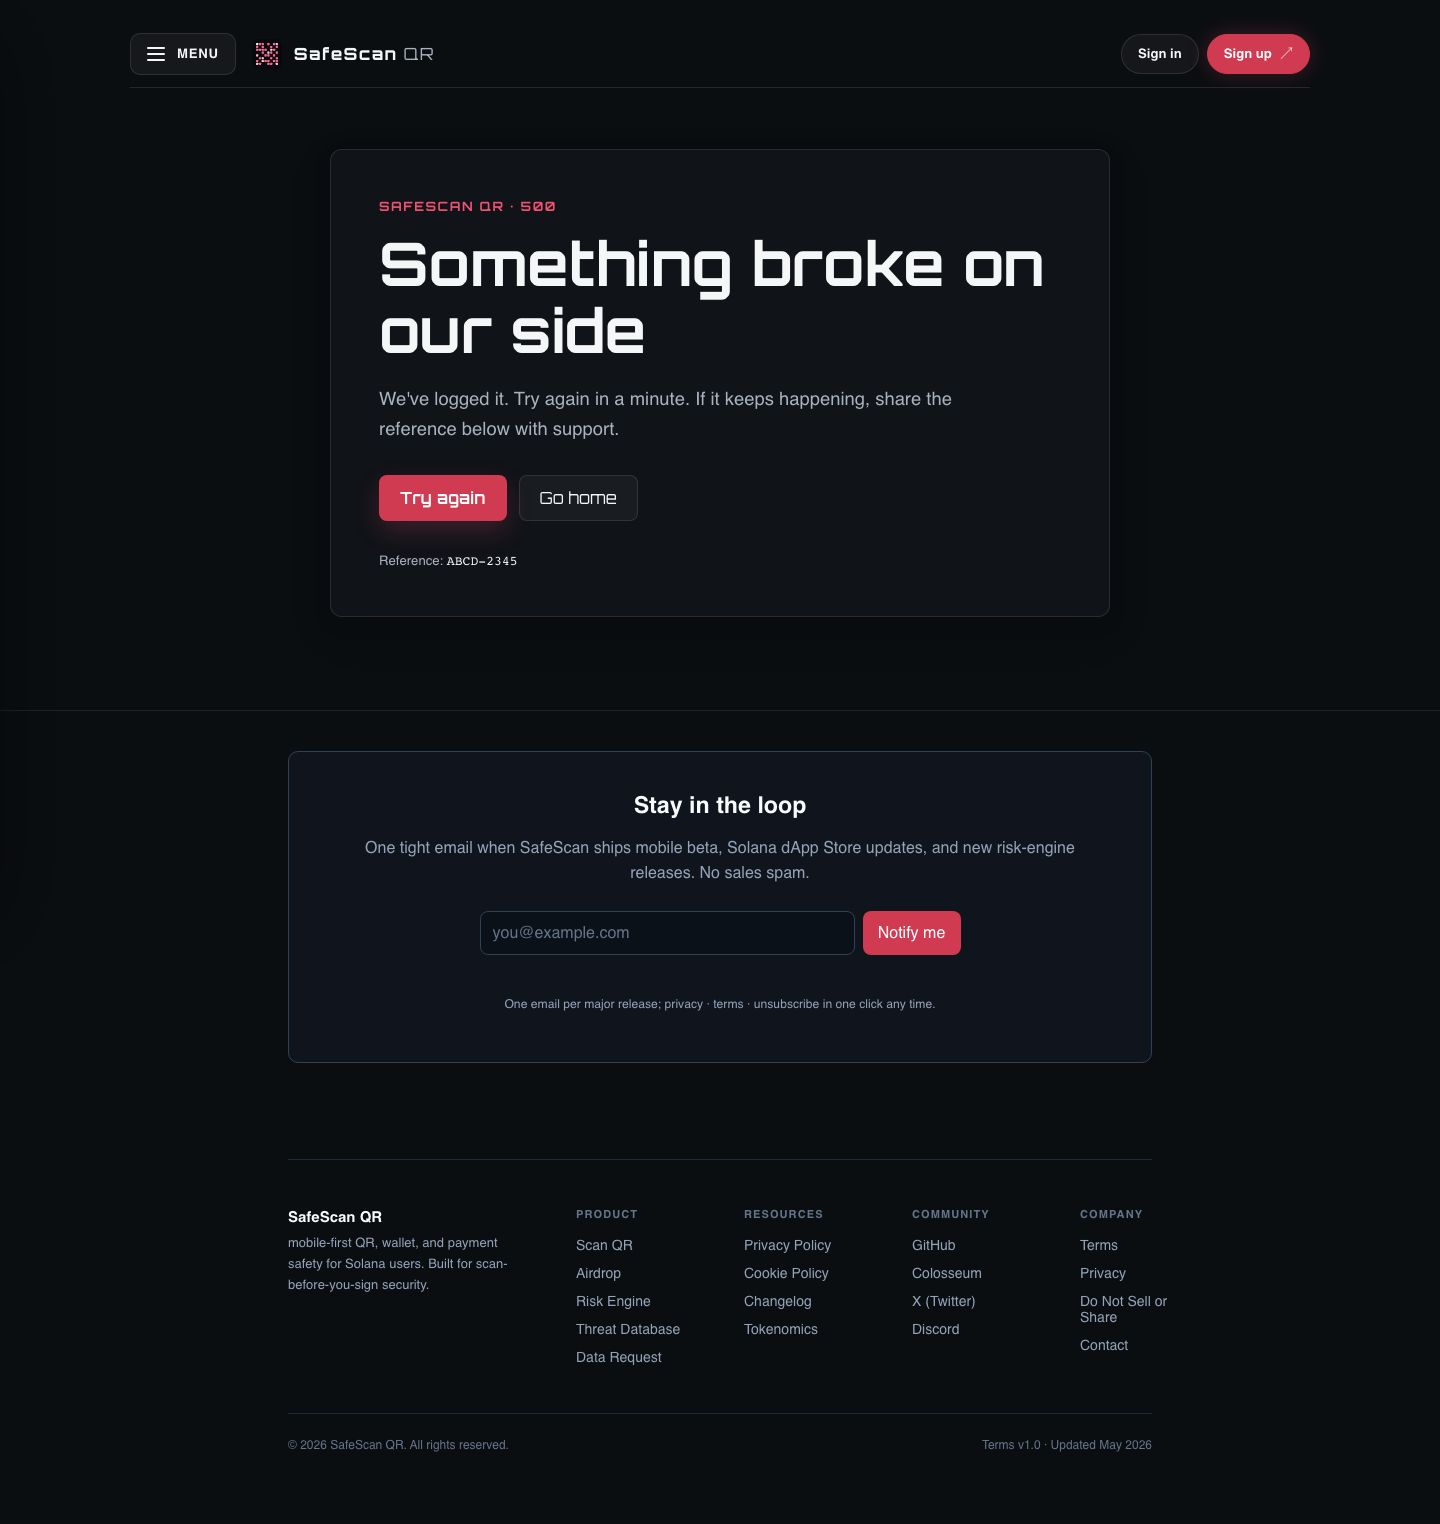 MENU
SafeScan QR
Sign in
Sign up ↗
SAFESCAN QR · 500
Something broke on
our side
We've logged it. Try again in a minute. If it keeps happening, share the
reference below with support.
Try again
Go home
Reference: ABCD-2345
Stay in the loop
One tight email when SafeScan ships mobile beta, Solana dApp Store updates, and new risk-engine
releases. No sales spam.
you@example.com
Notify me
One email per major release; privacy · terms · unsubscribe in one click any time.
SafeScan QR
mobile-first QR, wallet, and payment
safety for Solana users. Built for scan-
before-you-sign security.
PRODUCT
Scan QR
Airdrop
Risk Engine
Threat Database
Data Request
RESOURCES
Privacy Policy
Cookie Policy
Changelog
Tokenomics
COMMUNITY
GitHub
Colosseum
X (Twitter)
Discord
COMPANY
Terms
Privacy
Do Not Sell or
Share
Contact
© 2026 SafeScan QR. All rights reserved.
Terms v1.0 · Updated May 2026